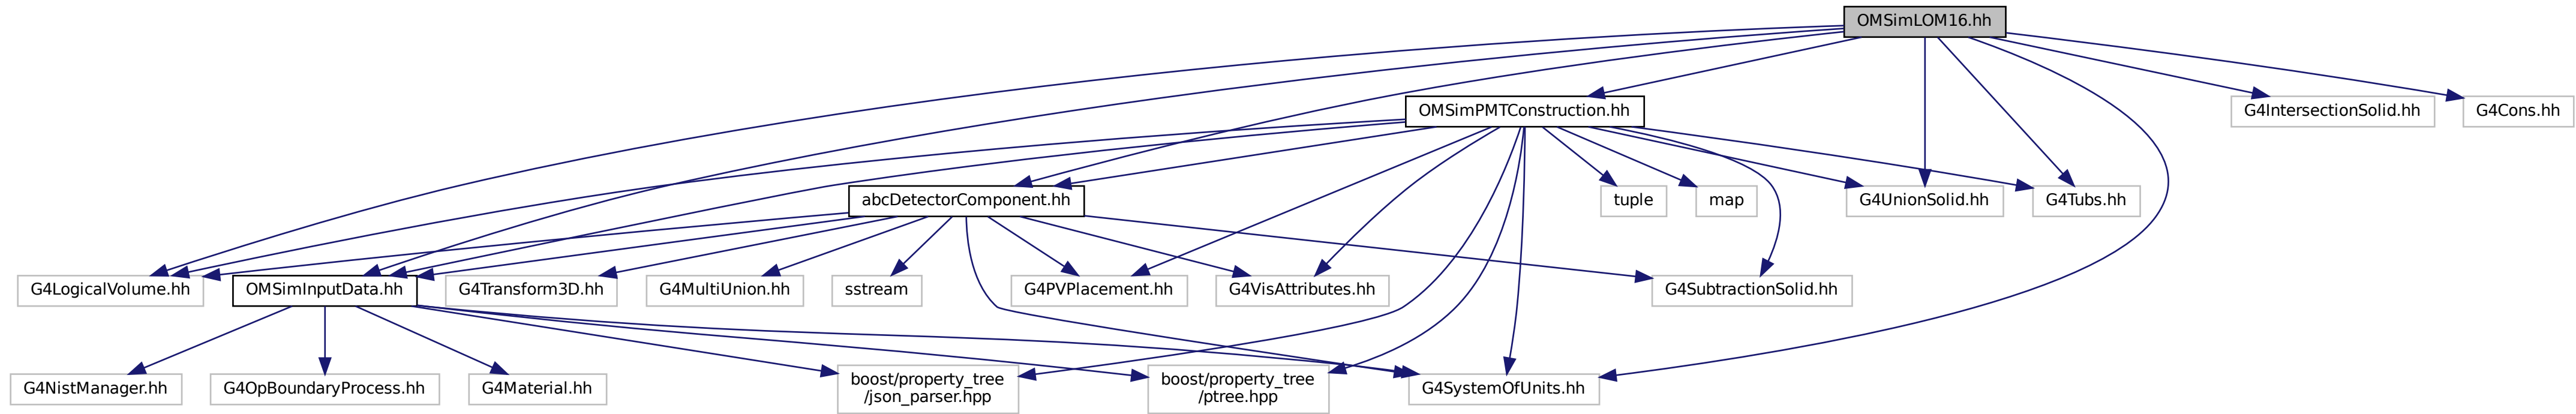 OMSimLOM16.hh
OMSimPMTConstruction.hh
G4IntersectionSolid.hh
G4Cons.hh
abcDetectorComponent.hh
tuple
map
G4UnionSolid.hh
G4Tubs.hh
G4LogicalVolume.hh
OMSimInputData.hh
G4Transform3D.hh
G4MultiUnion.hh
sstream
G4PVPlacement.hh
G4VisAttributes.hh
G4SubtractionSolid.hh
G4NistManager.hh
G4OpBoundaryProcess.hh
G4Material.hh
boost/property_tree
/json_parser.hpp
boost/property_tree
/ptree.hpp
G4SystemOfUnits.hh